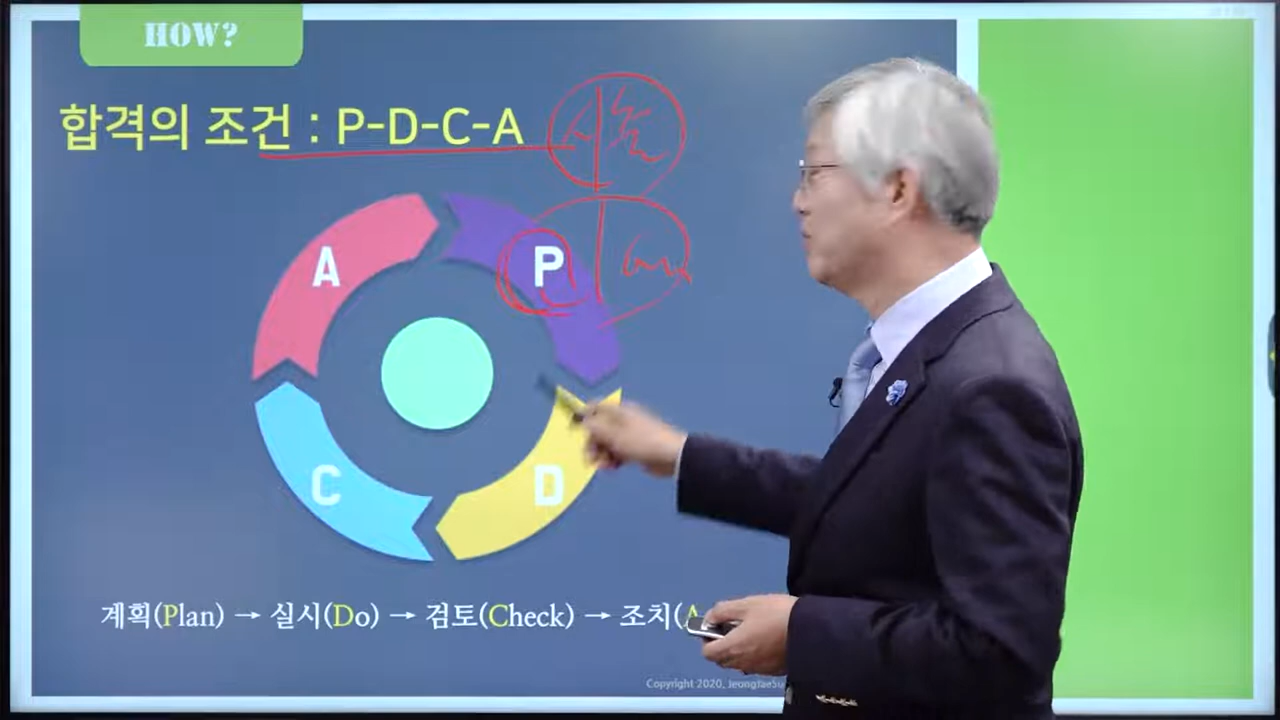 HOW?
합격의 조건 : P-D-C-A
A
P
C
D
계획(Plan) → 실시(Do) → 검토(Check) → 조치(A
Copyright 2020, JeongJaeSu